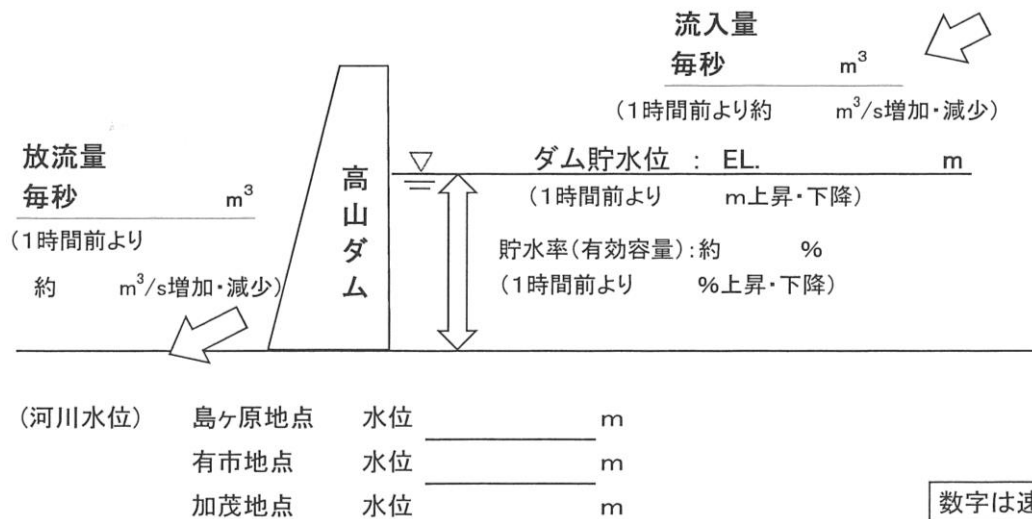 流入量
毎秒 m³
(1時間前より約 m³/s増加・減少)
放流量
毎秒 m³
(1時間前より
約 m³/s増加・減少)
高山ダム
ダム貯水位 : EL. m
(1時間前より m上昇・下降)
貯水率(有効容量):約 %
(1時間前より %上昇・下降)
(河川水位) 島ヶ原地点 水位 m
有市地点 水位 m
加茂地点 水位 m
数字は速